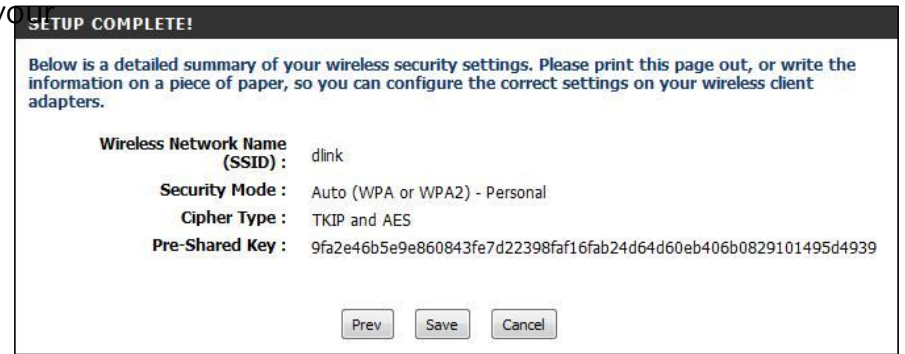 your
SETUP COMPLETE!
Below is a detailed summary of your wireless security settings. Please print this page out, or write the
information on a piece of paper, so you can configure the correct settings on your wireless client
adapters.
Wireless Network Name
(SSID) : dlink
Security Mode : Auto (WPA or WPA2) - Personal
Cipher Type : TKIP and AES
Pre-Shared Key : 9fa2e46b5e9e860843fe7d22398faf16fab24d64d60eb406b0829101495d4939
Prev Save Cancel